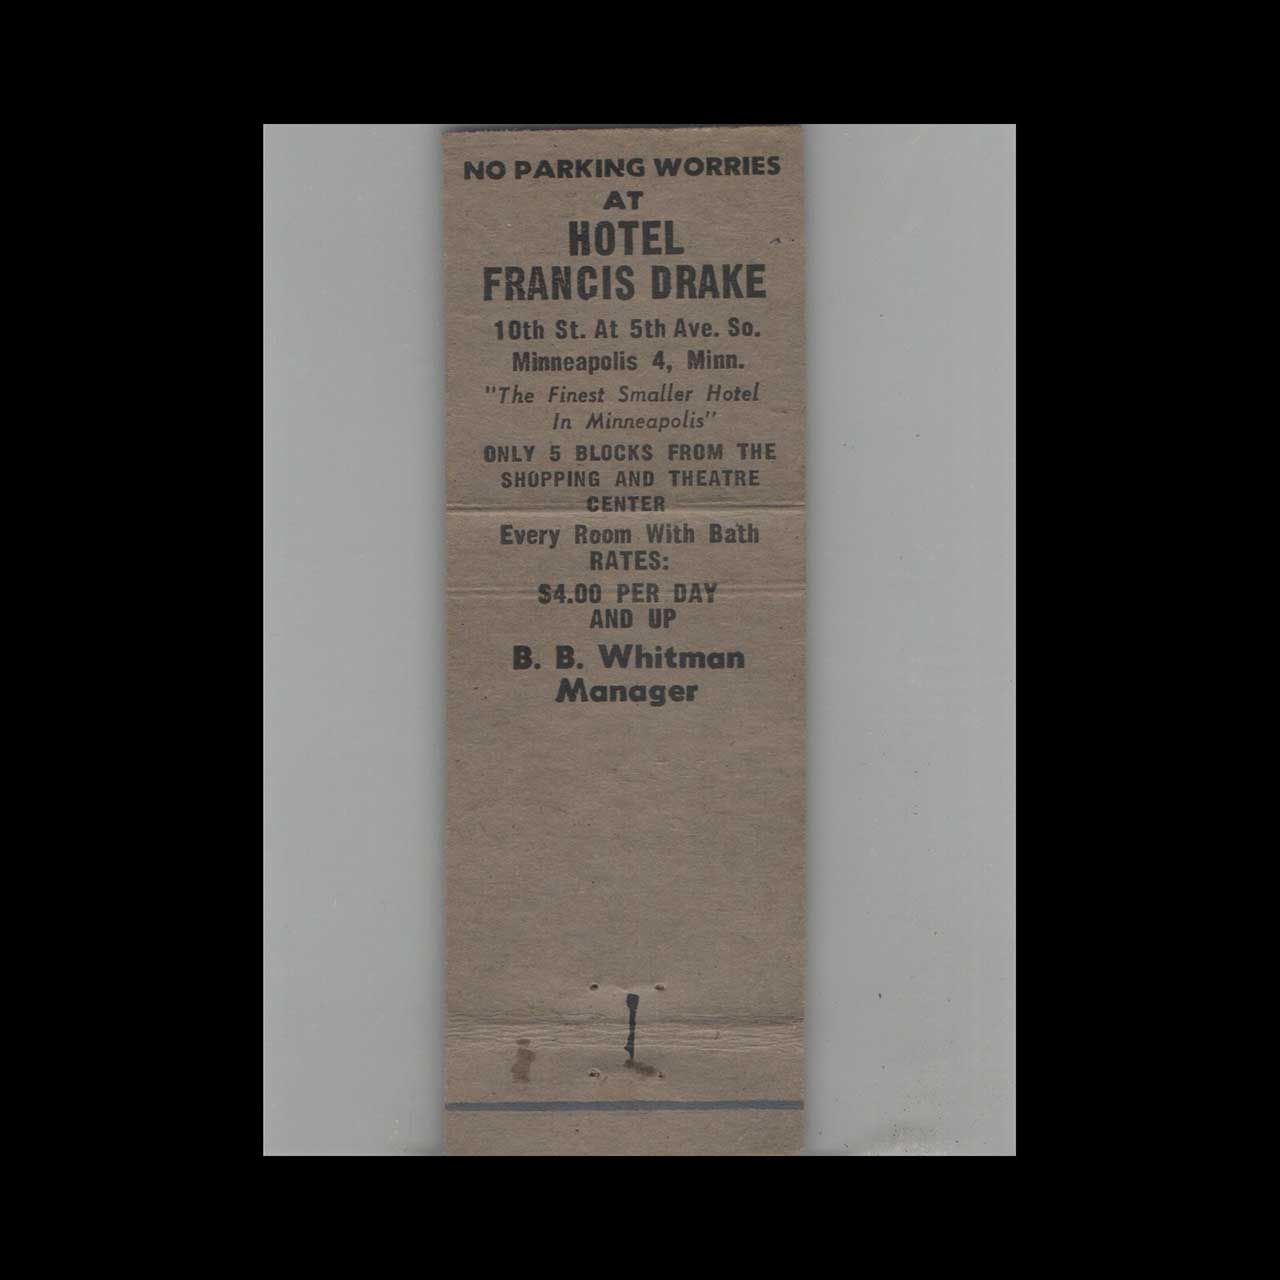 NO PARKING WORRIES
AT
HOTEL
FRANCIS DRAKE
10th St. At 5th Ave. So.
Minneapolis 4, Minn.
"The Finest Smaller Hotel
In Minneapolis"
ONLY 5 BLOCKS FROM THE
SHOPPING AND THEATRE
CENTER
Every Room With Bath
RATES:
$4.00 PER DAY
AND UP
B. B. Whitman
Manager